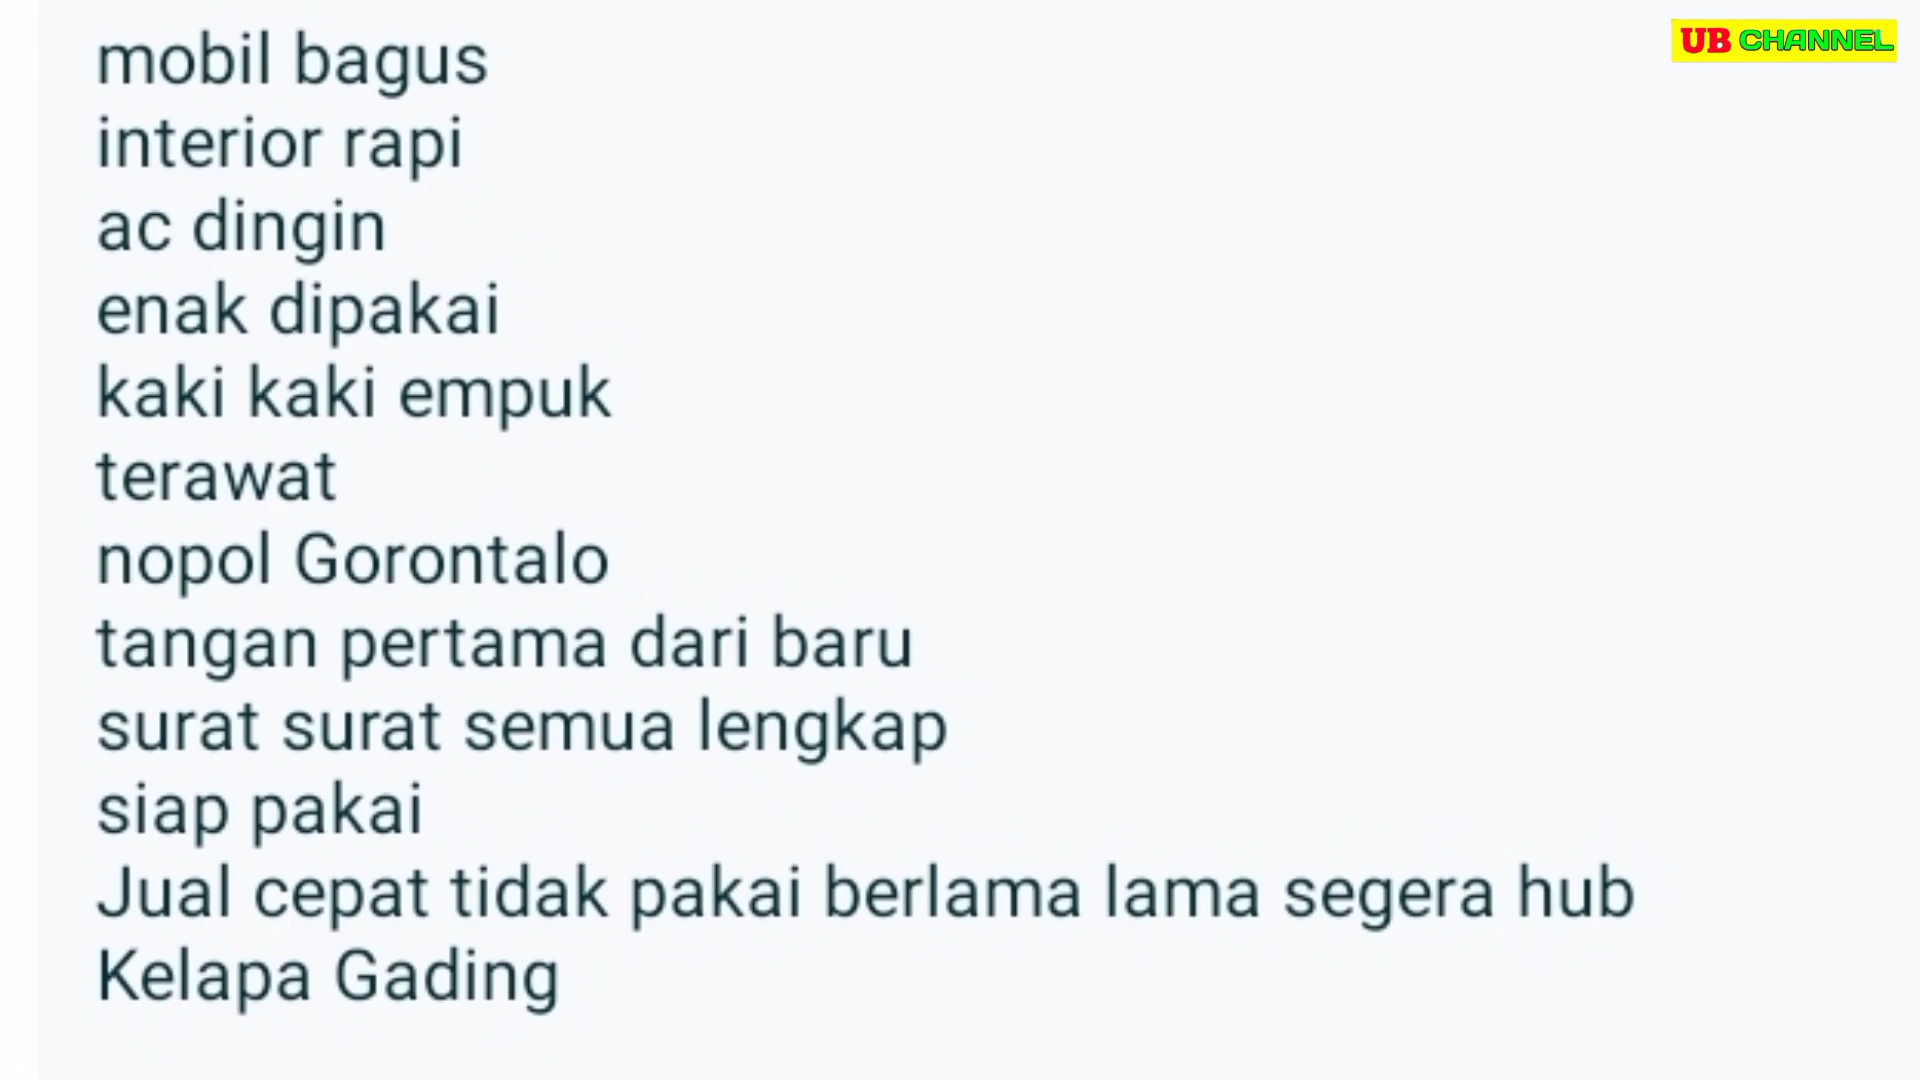 mobil bagus
interior rapi
ac dingin
enak dipakai
kaki kaki empuk
terawat
nopol Gorontalo
tangan pertama dari baru
surat surat semua lengkap
siap pakai
Jual cepat tidak pakai berlama lama segera hub
Kelapa Gading
UB CHANNEL